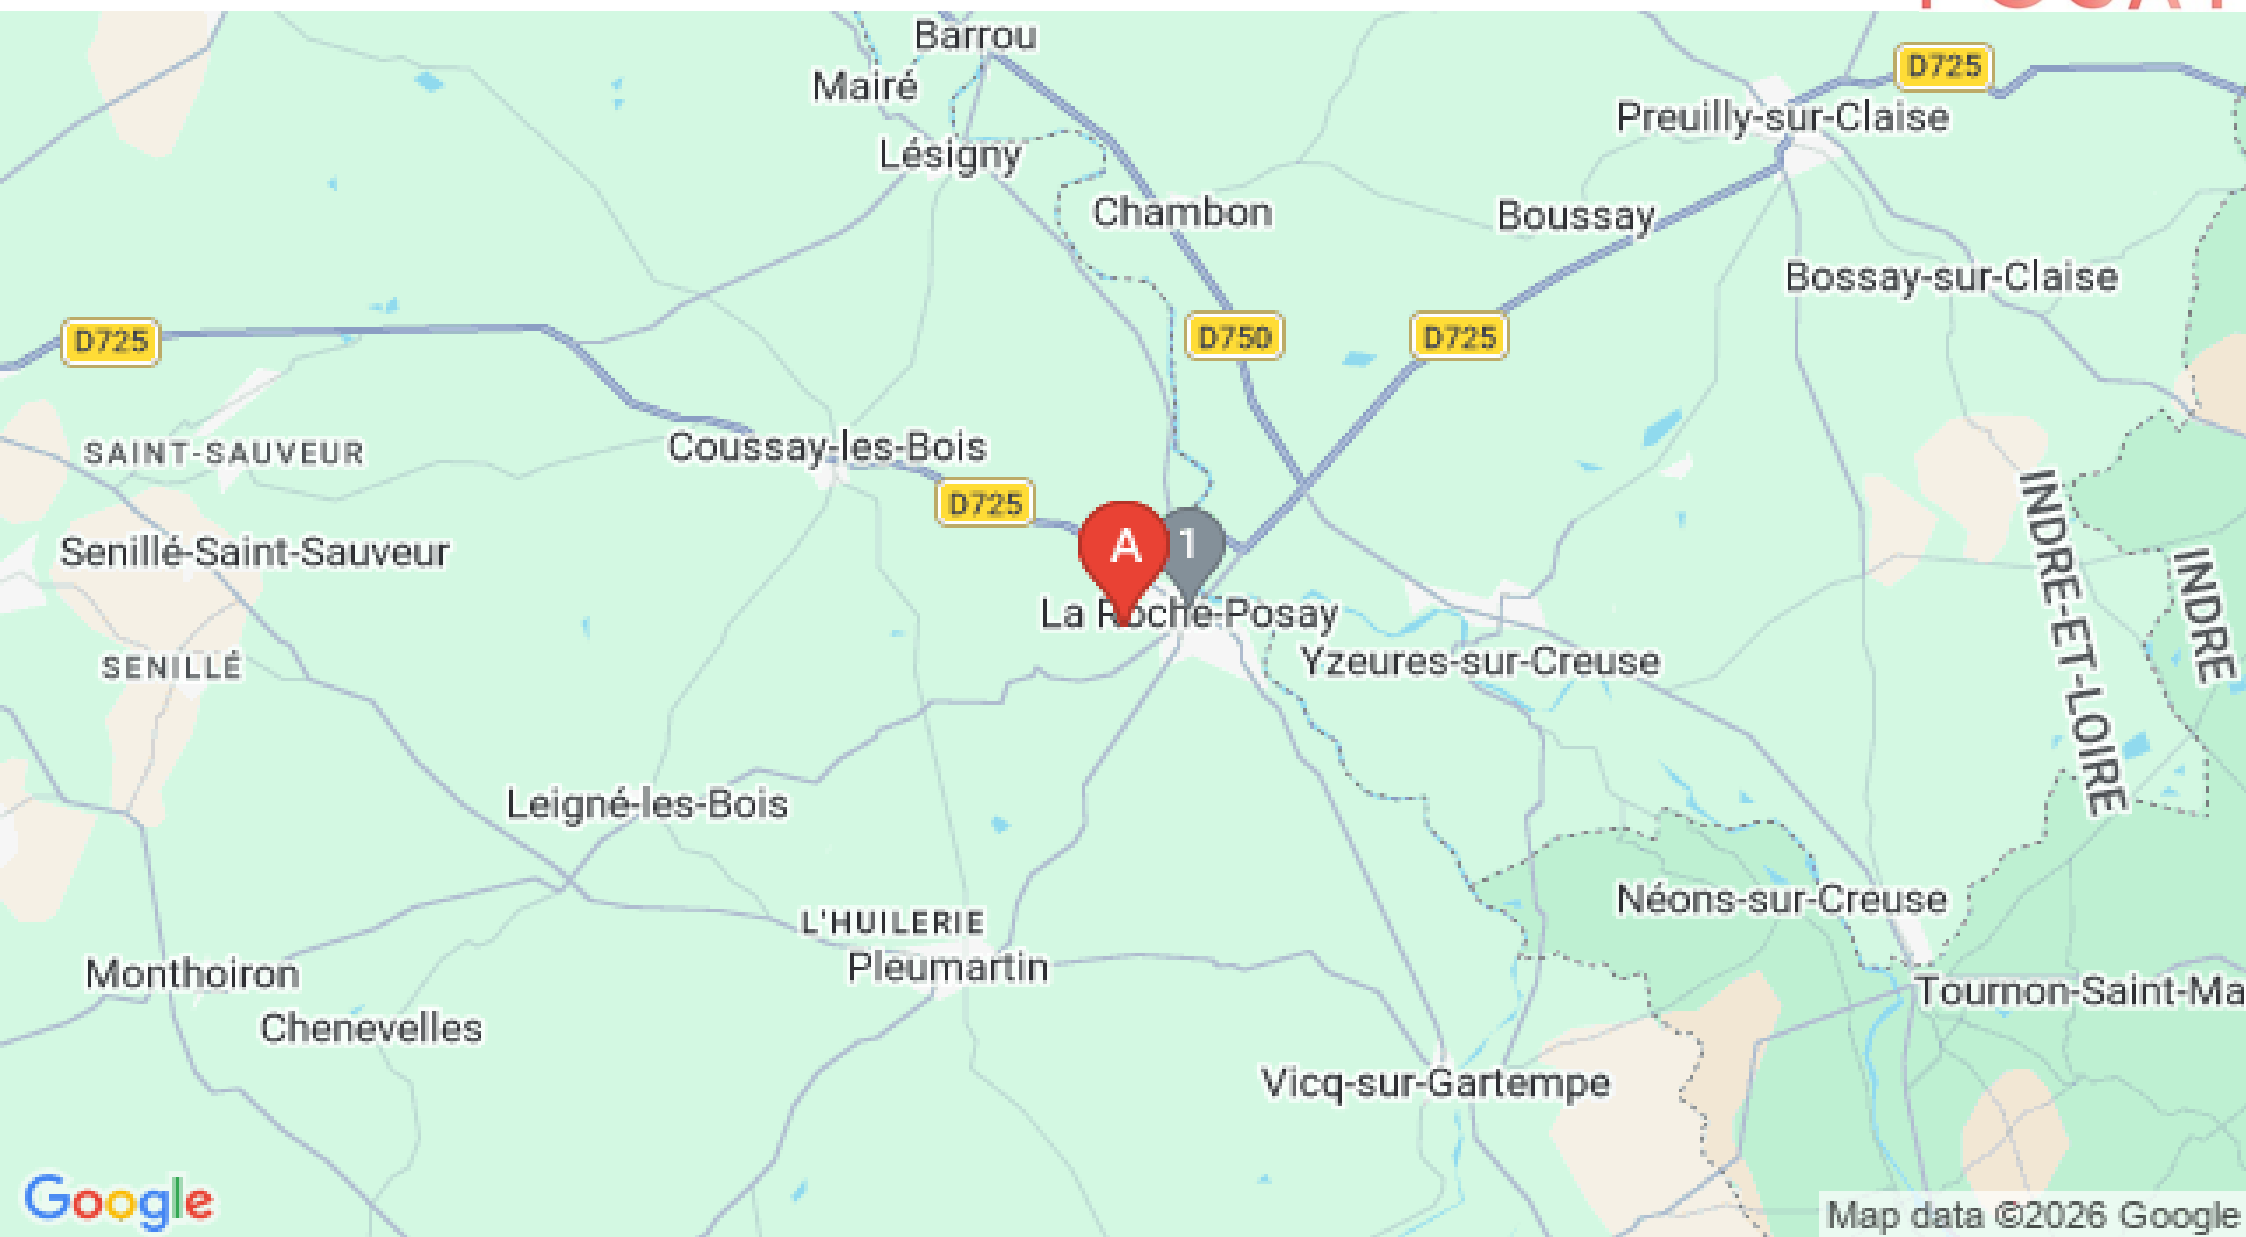 Barrou
D725
Mairé
Preuilly-sur-Claise
Lésigny
Chambon
Boussay
Bossay-sur-Claise
D725
D750
D725
SAINT-SAUVEUR
Coussay-les-Bois
D725
INDRE-ET-LOIRE
INDRE
Senillé-Saint-Sauveur
A
1
La Roche-Posay
SENILLÉ
Yzeures-sur-Creuse
Leigné-les-Bois
Néons-sur-Creuse
L'HUILERIE
Monthoiron
Pleumartin
Tournon-Saint-Ma
Chenevelles
Vicq-sur-Gartempe
Google
Map data ©2026 Google